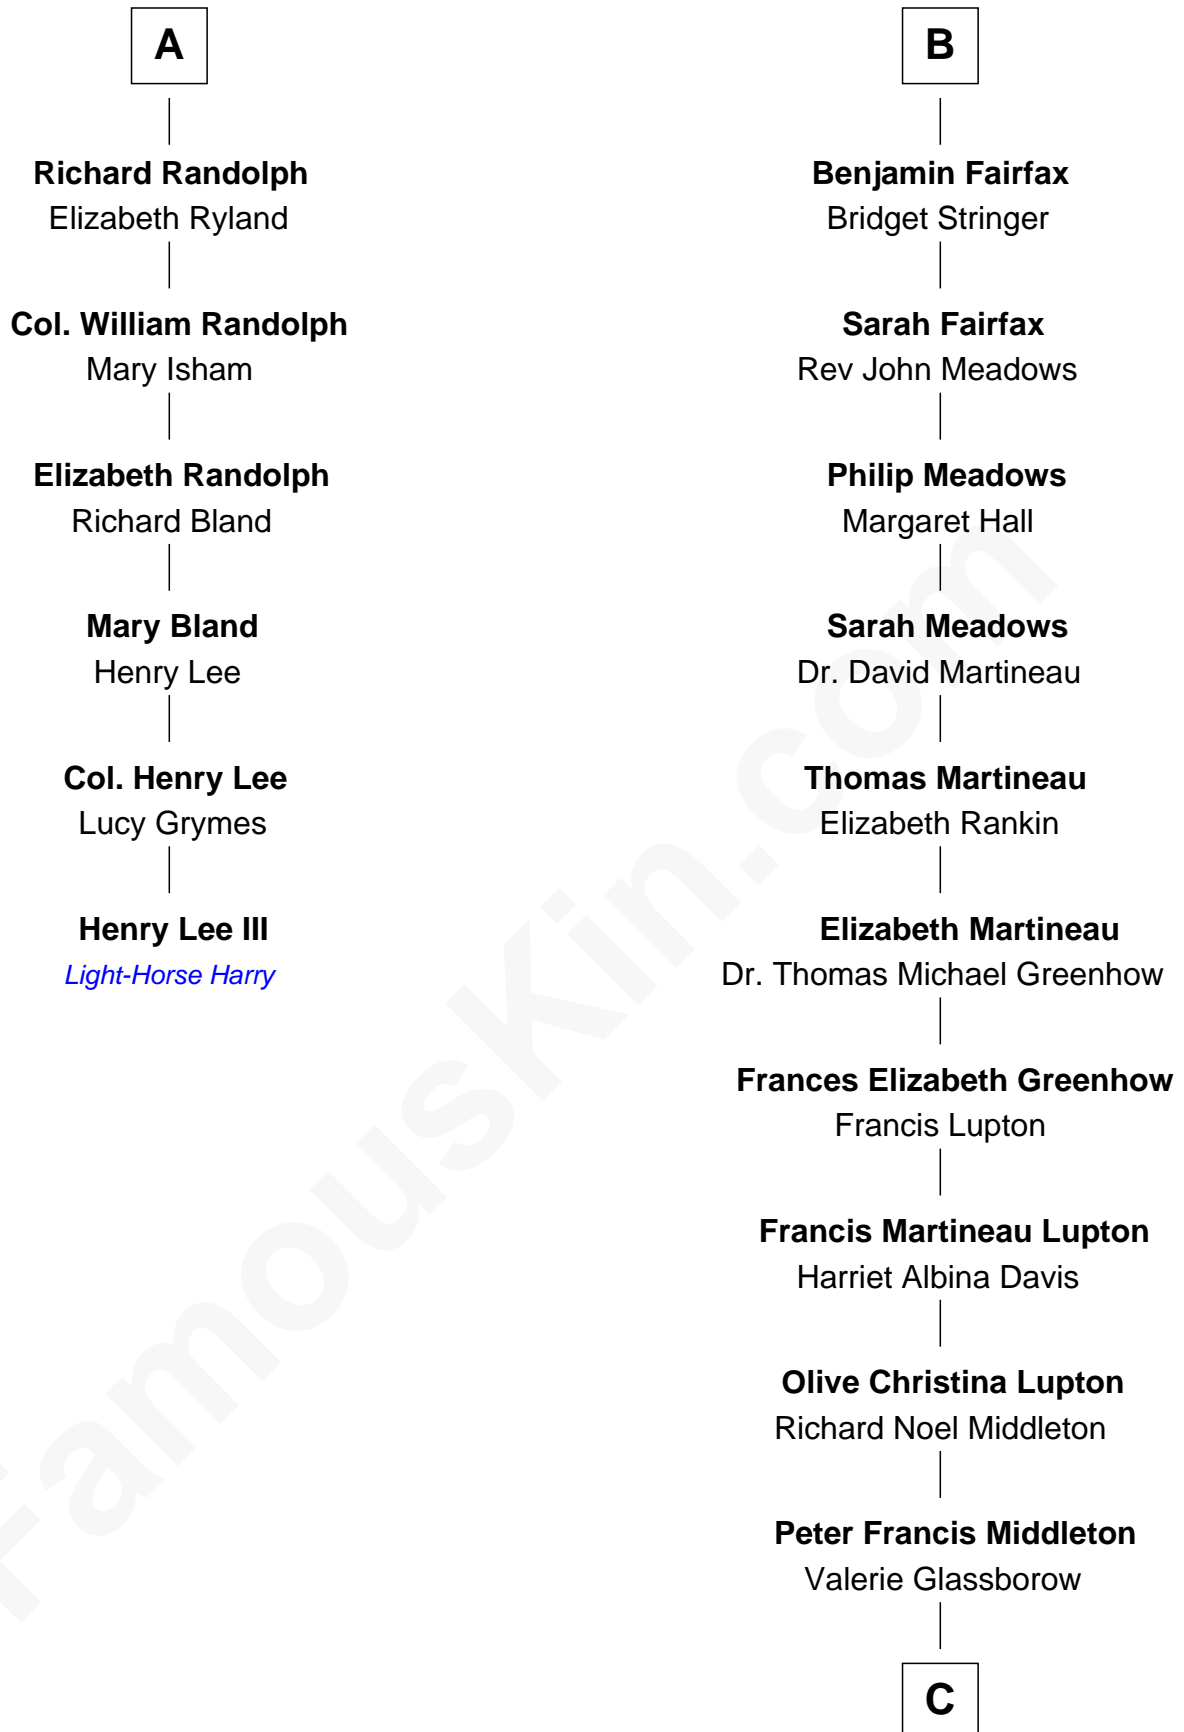 A
Richard Randolph
Elizabeth Ryland
Col. William Randolph
Mary Isham
Elizabeth Randolph
Richard Bland
Mary Bland
Henry Lee
Col. Henry Lee
Lucy Grymes
Henry Lee III
Light-Horse Harry
B
Benjamin Fairfax
Bridget Stringer
Sarah Fairfax
Rev John Meadows
Philip Meadows
Margaret Hall
Sarah Meadows
Dr. David Martineau
Thomas Martineau
Elizabeth Rankin
Elizabeth Martineau
Dr. Thomas Michael Greenhow
Frances Elizabeth Greenhow
Francis Lupton
Francis Martineau Lupton
Harriet Albina Davis
Olive Christina Lupton
Richard Noel Middleton
Peter Francis Middleton
Valerie Glassborow
C
FamousKin.com